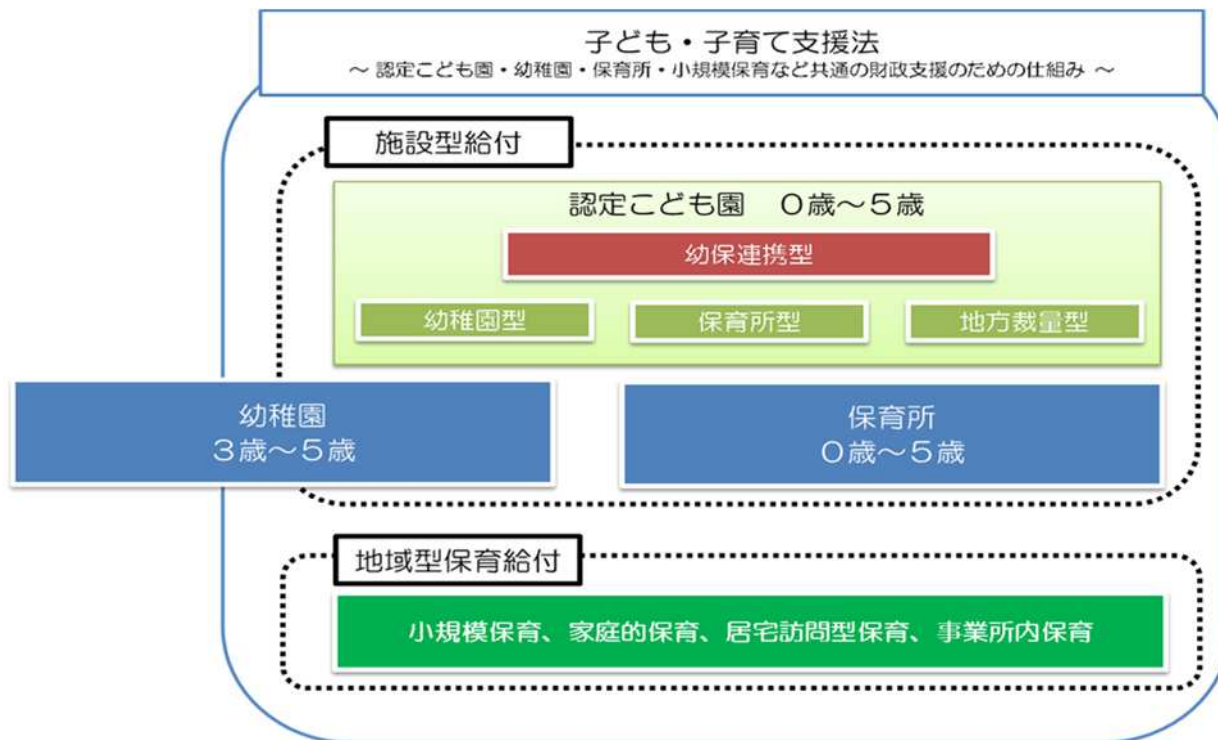 子ども・子育て支援法
～ 認定こども園・幼稚園・保育所・小規模保育など共通の財政支援のための仕組み ～
施設型給付
認定こども園　０歳～５歳
幼保連携型
幼稚園型
保育所型
地方裁量型
幼稚園
３歳～５歳
保育所
０歳～５歳
地域型保育給付
小規模保育、家庭的保育、居宅訪問型保育、事業所内保育